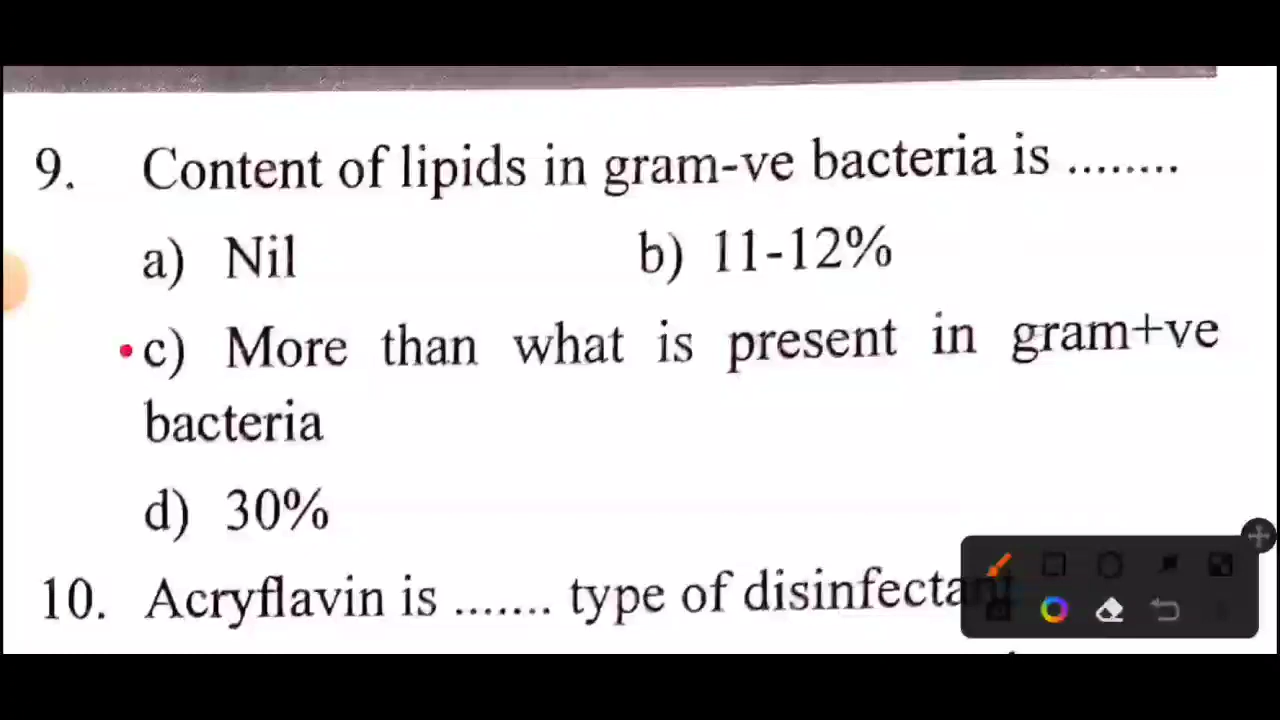 9. Content of lipids in gram-ve bacteria is ........
a) Nil b) 11-12%
c) More than what is present in gram+ve
bacteria
d) 30%
10. Acryflavin is ....... type of disinfectant